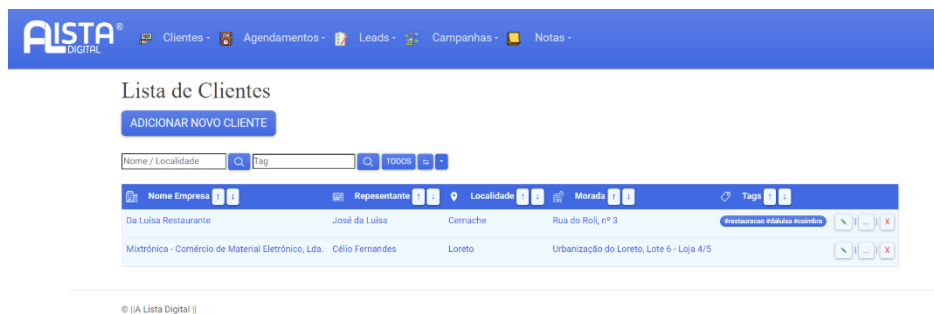 ALISTA®
DIGITAL
Clientes - Agendamentos - Leads - Campanhas - Notas -
Lista de Clientes
ADICIONAR NOVO CLIENTE
Nome / Localidade Tag TODOS
Nome Empresa ↑ ↓ Repesentante ↑ ↓ Localidade ↑ ↓ Morada ↑ ↓ Tags ↑ ↓
Da Luísa Restaurante José da Luísa Cernache Rua do Roli, nº 3 #restauracao #daluisa #coimbra | ... | X
Mixtrónica - Comércio de Material Eletrónico, Lda. Célio Fernandes Loreto Urbanização do Loreto, Lote 6 - Loja 4/5 | ... | X
© ||A Lista Digital ||